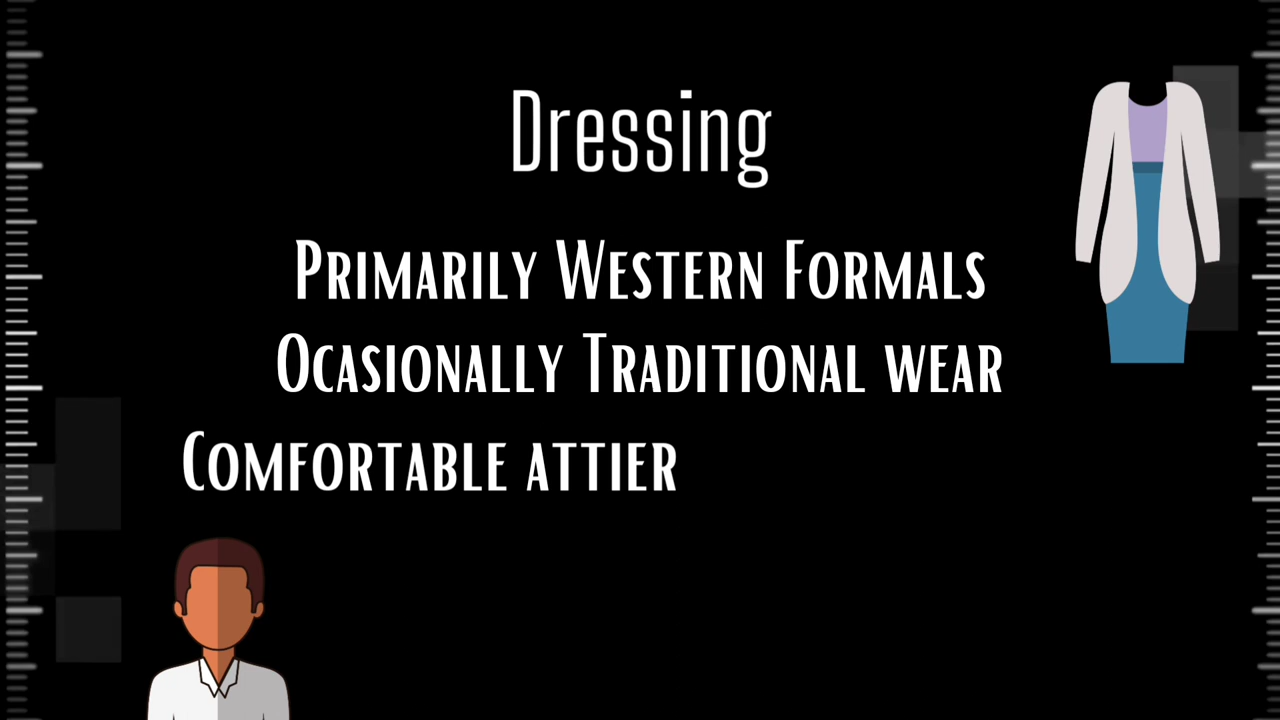 Dressing
Primarily Western Formals
Ocasionally Traditional wear
Comfortable attier